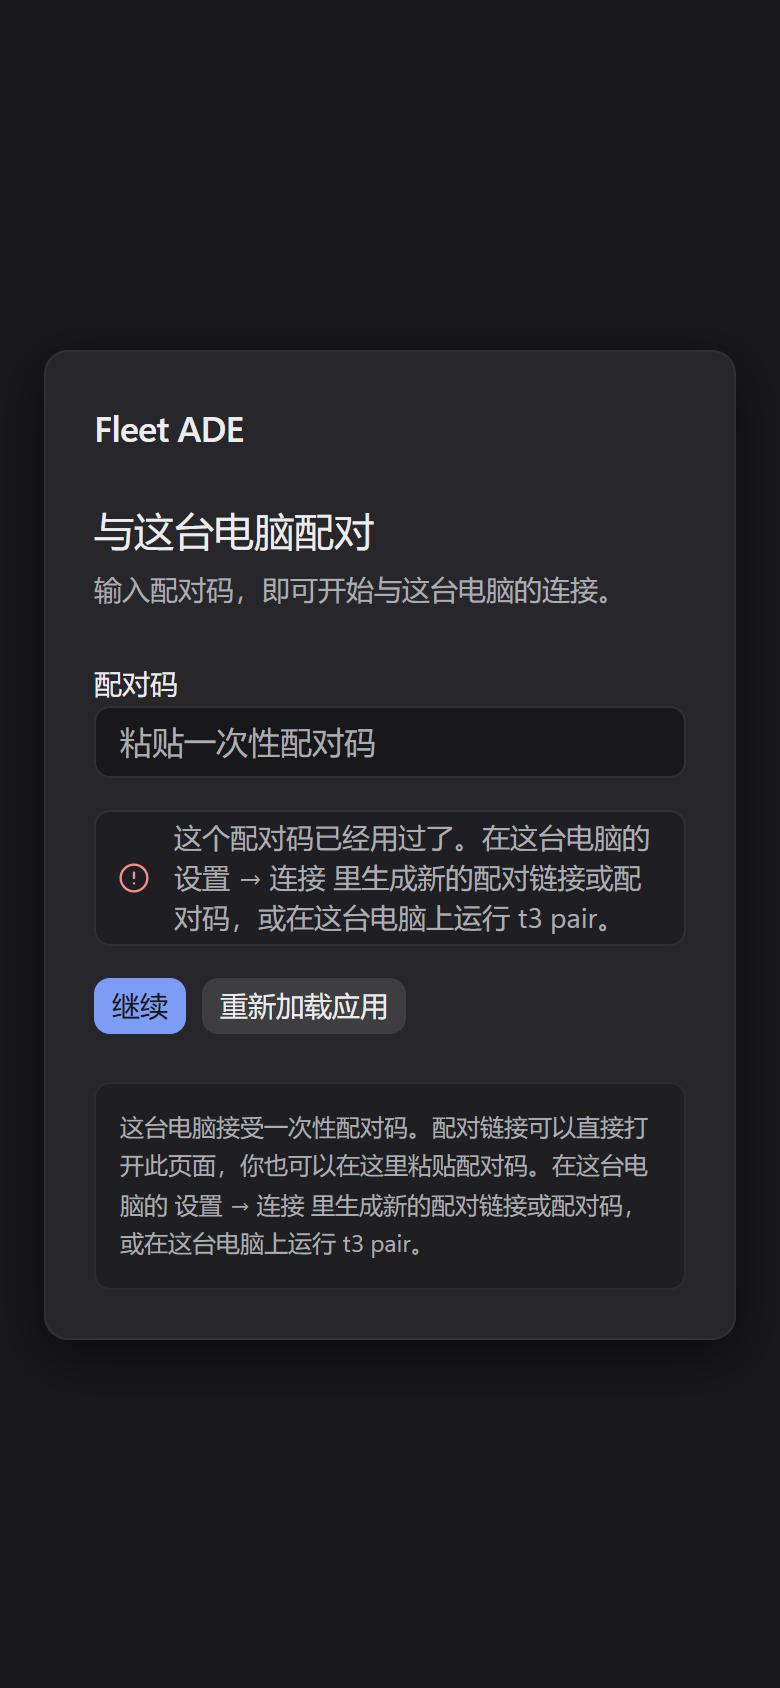 Fleet ADE
与这台电脑配对
输入配对码，即可开始与这台电脑的连接。
配对码
粘贴一次性配对码
这个配对码已经用过了。在这台电脑的
设置 → 连接 里生成新的配对链接或配
对码，或在这台电脑上运行 t3 pair。
继续
重新加载应用
这台电脑接受一次性配对码。配对链接可以直接打
开此页面，你也可以在这里粘贴配对码。在这台电
脑的 设置 → 连接 里生成新的配对链接或配对码，
或在这台电脑上运行 t3 pair。